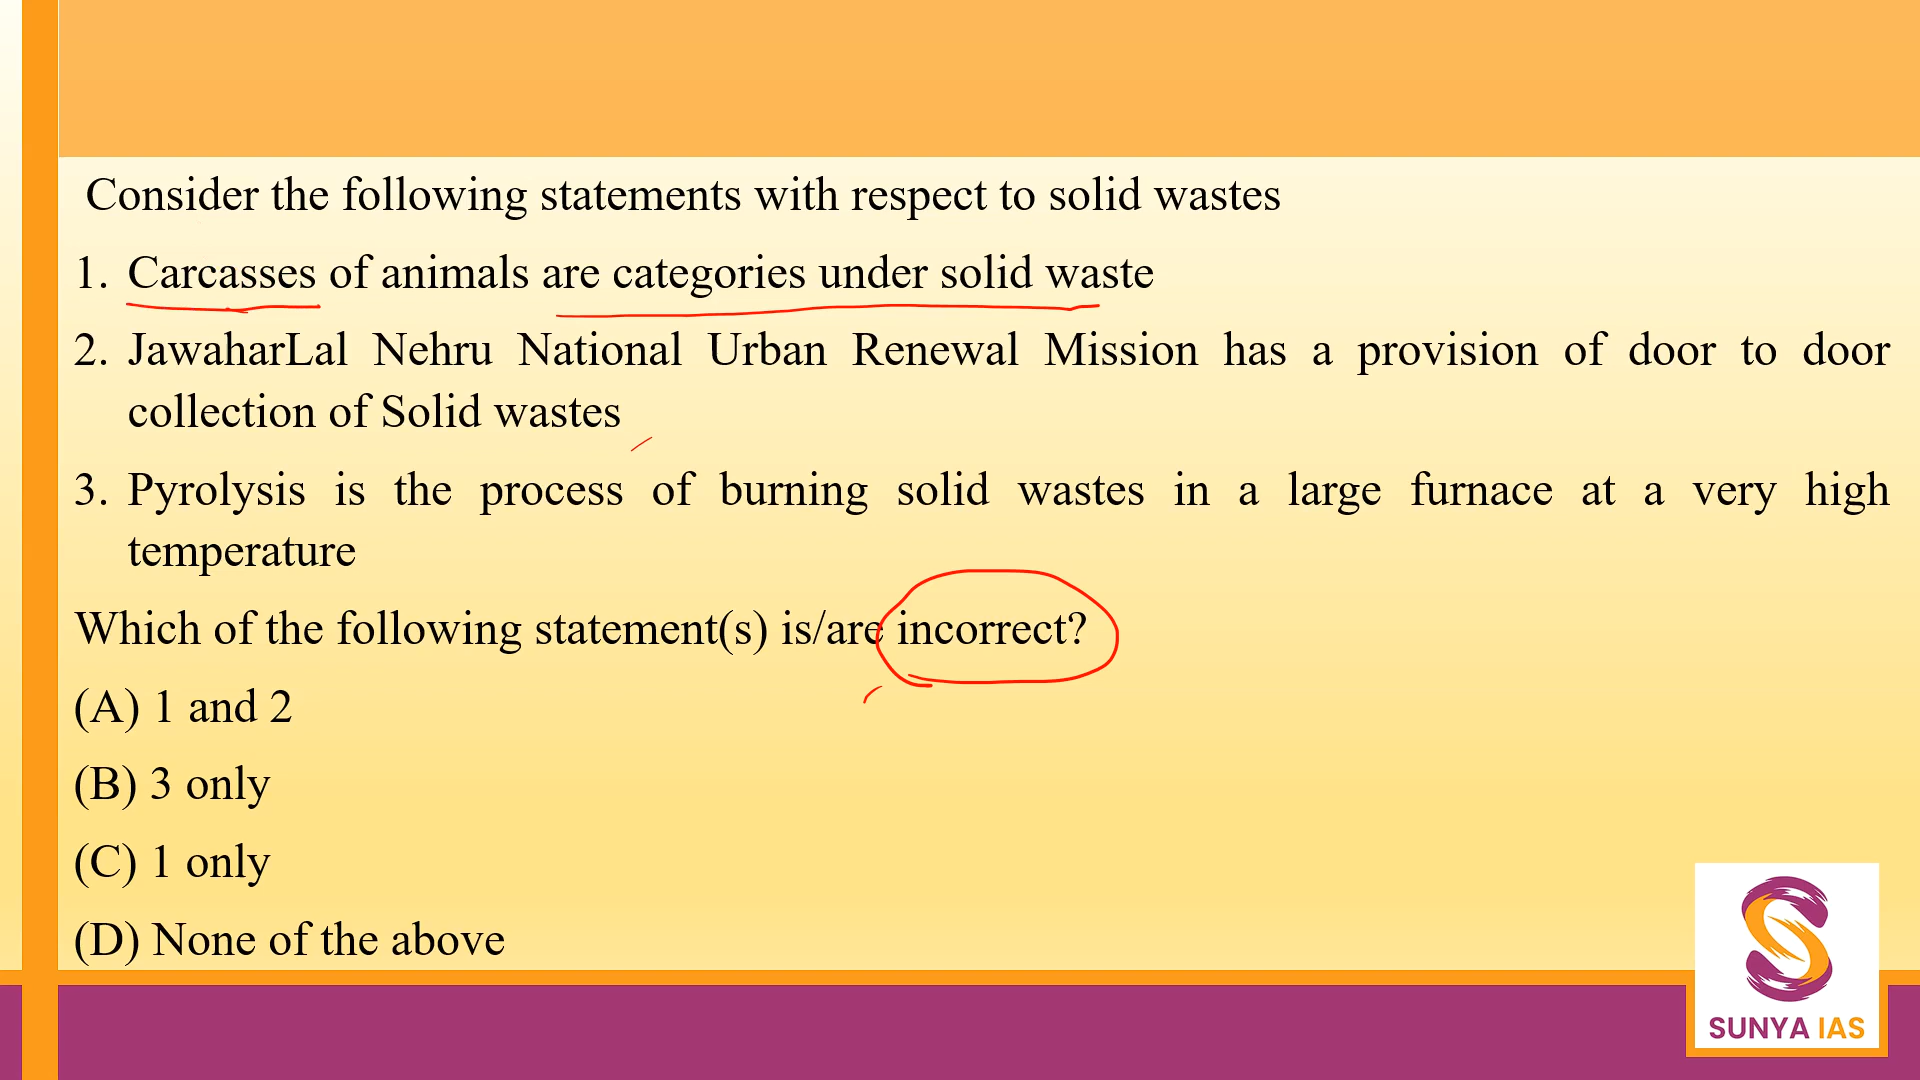 Consider the following statements with respect to solid wastes
1. Carcasses of animals are categories under solid waste
2. JawaharLal Nehru National Urban Renewal Mission has a provision of door to door
collection of Solid wastes
3. Pyrolysis is the process of burning solid wastes in a large furnace at a very high
temperature
Which of the following statement(s) is/are incorrect?
(A) 1 and 2
(B) 3 only
(C) 1 only
(D) None of the above
SUNYA IAS